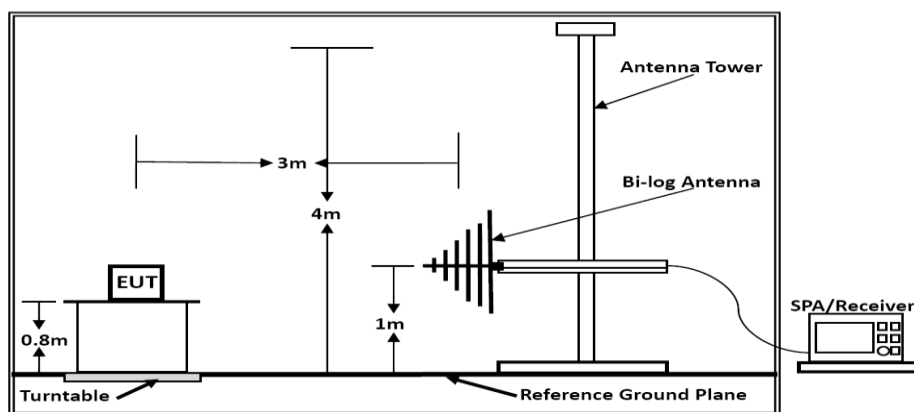 Antenna Tower
3m
Bi-log Antenna
4m
EUT
0.8m
1m
SPA/Receiver
Turntable
Reference Ground Plane